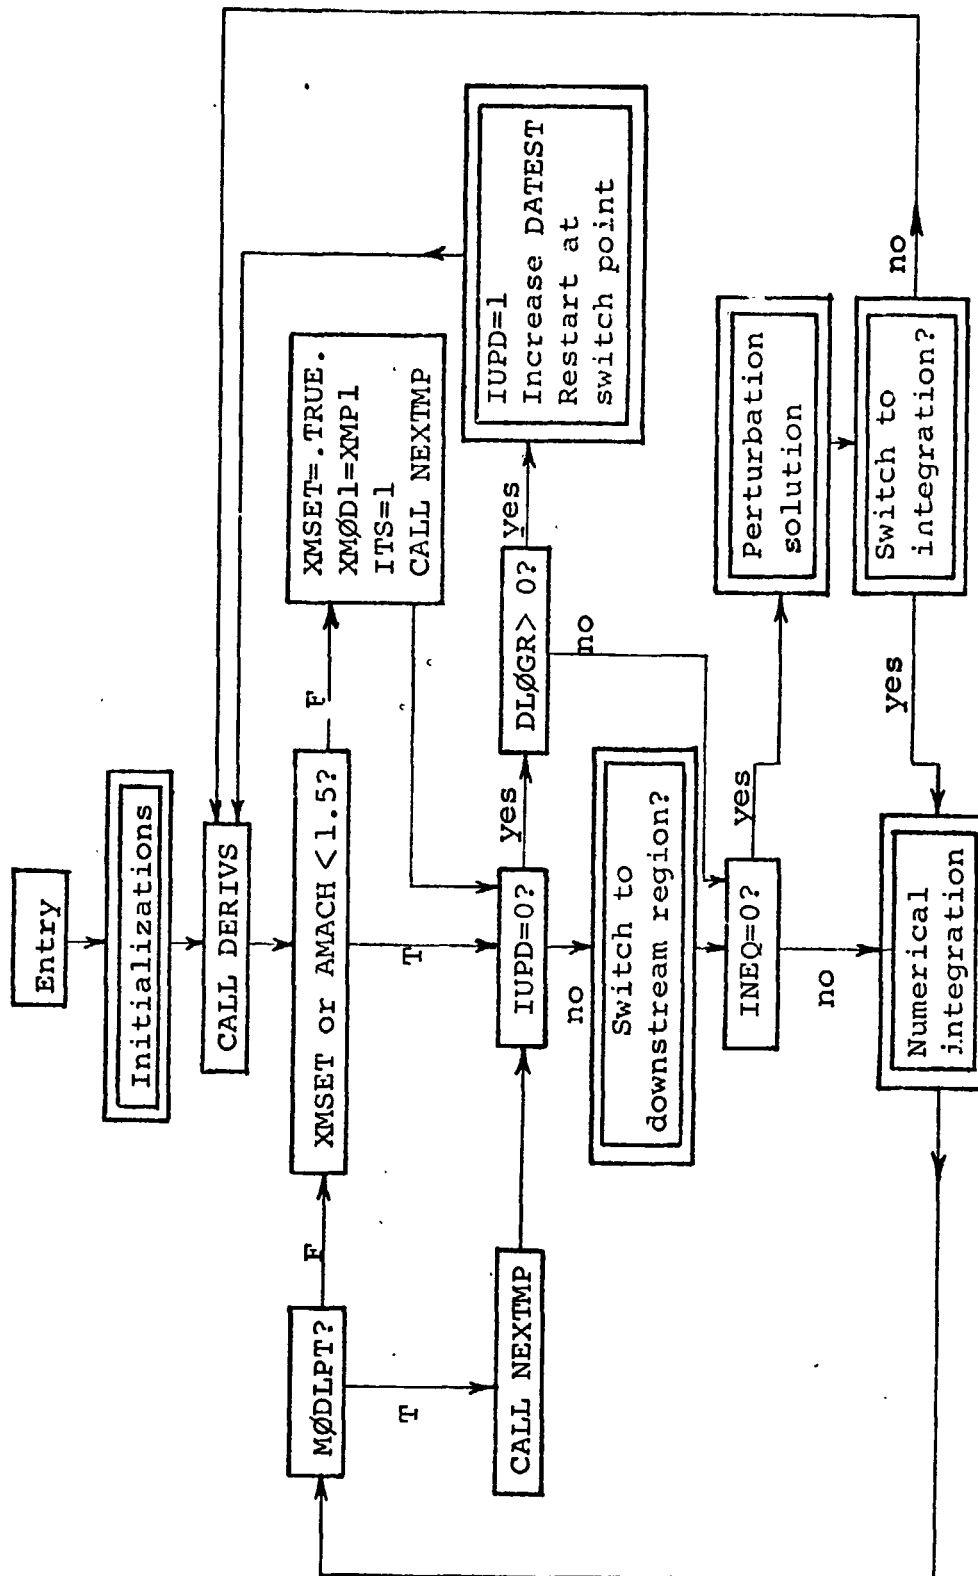 Entry
Initializations
CALL DERIVS
MØDLPT?
F
XMSET or AMACH <1.5?
F
XMSET=.TRUE.
XMØD1=XMP1
ITS=1
CALL NEXTMP
T
T
CALL NEXTMP
IUPD=0?
yes
DLØGR> 0?
yes
IUPD=1
Increase DATEST
Restart at
switch point
no
no
Switch to
downstream region?
INEQ=0?
yes
Perturbation
solution
no
Switch to
integration?
no
yes
Numerical
integration